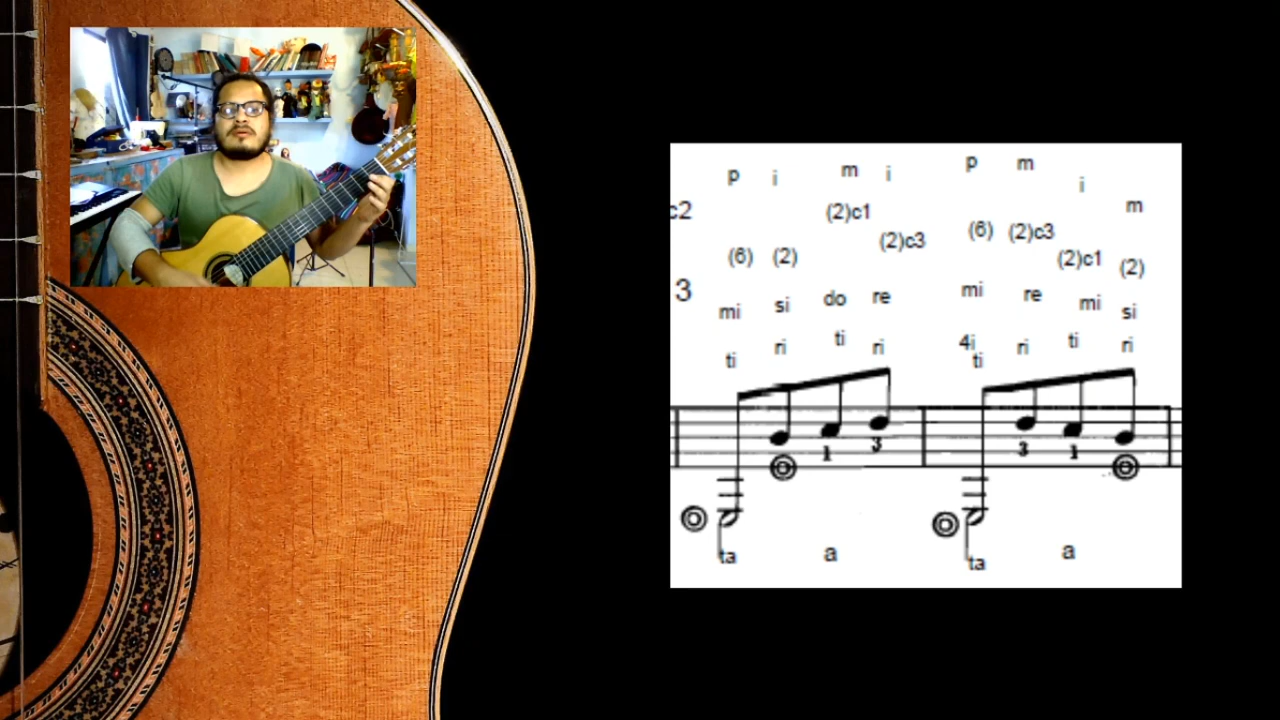 p i m i p m i m
c2 (2)c1 (2)c3 (6) (2)c3 (2)c1 (2)
(6) (2)
3 mi si do re mi re mi si
ti ri ti ri 4i ti ri ti ri
1 3 3 1
ta a ta a